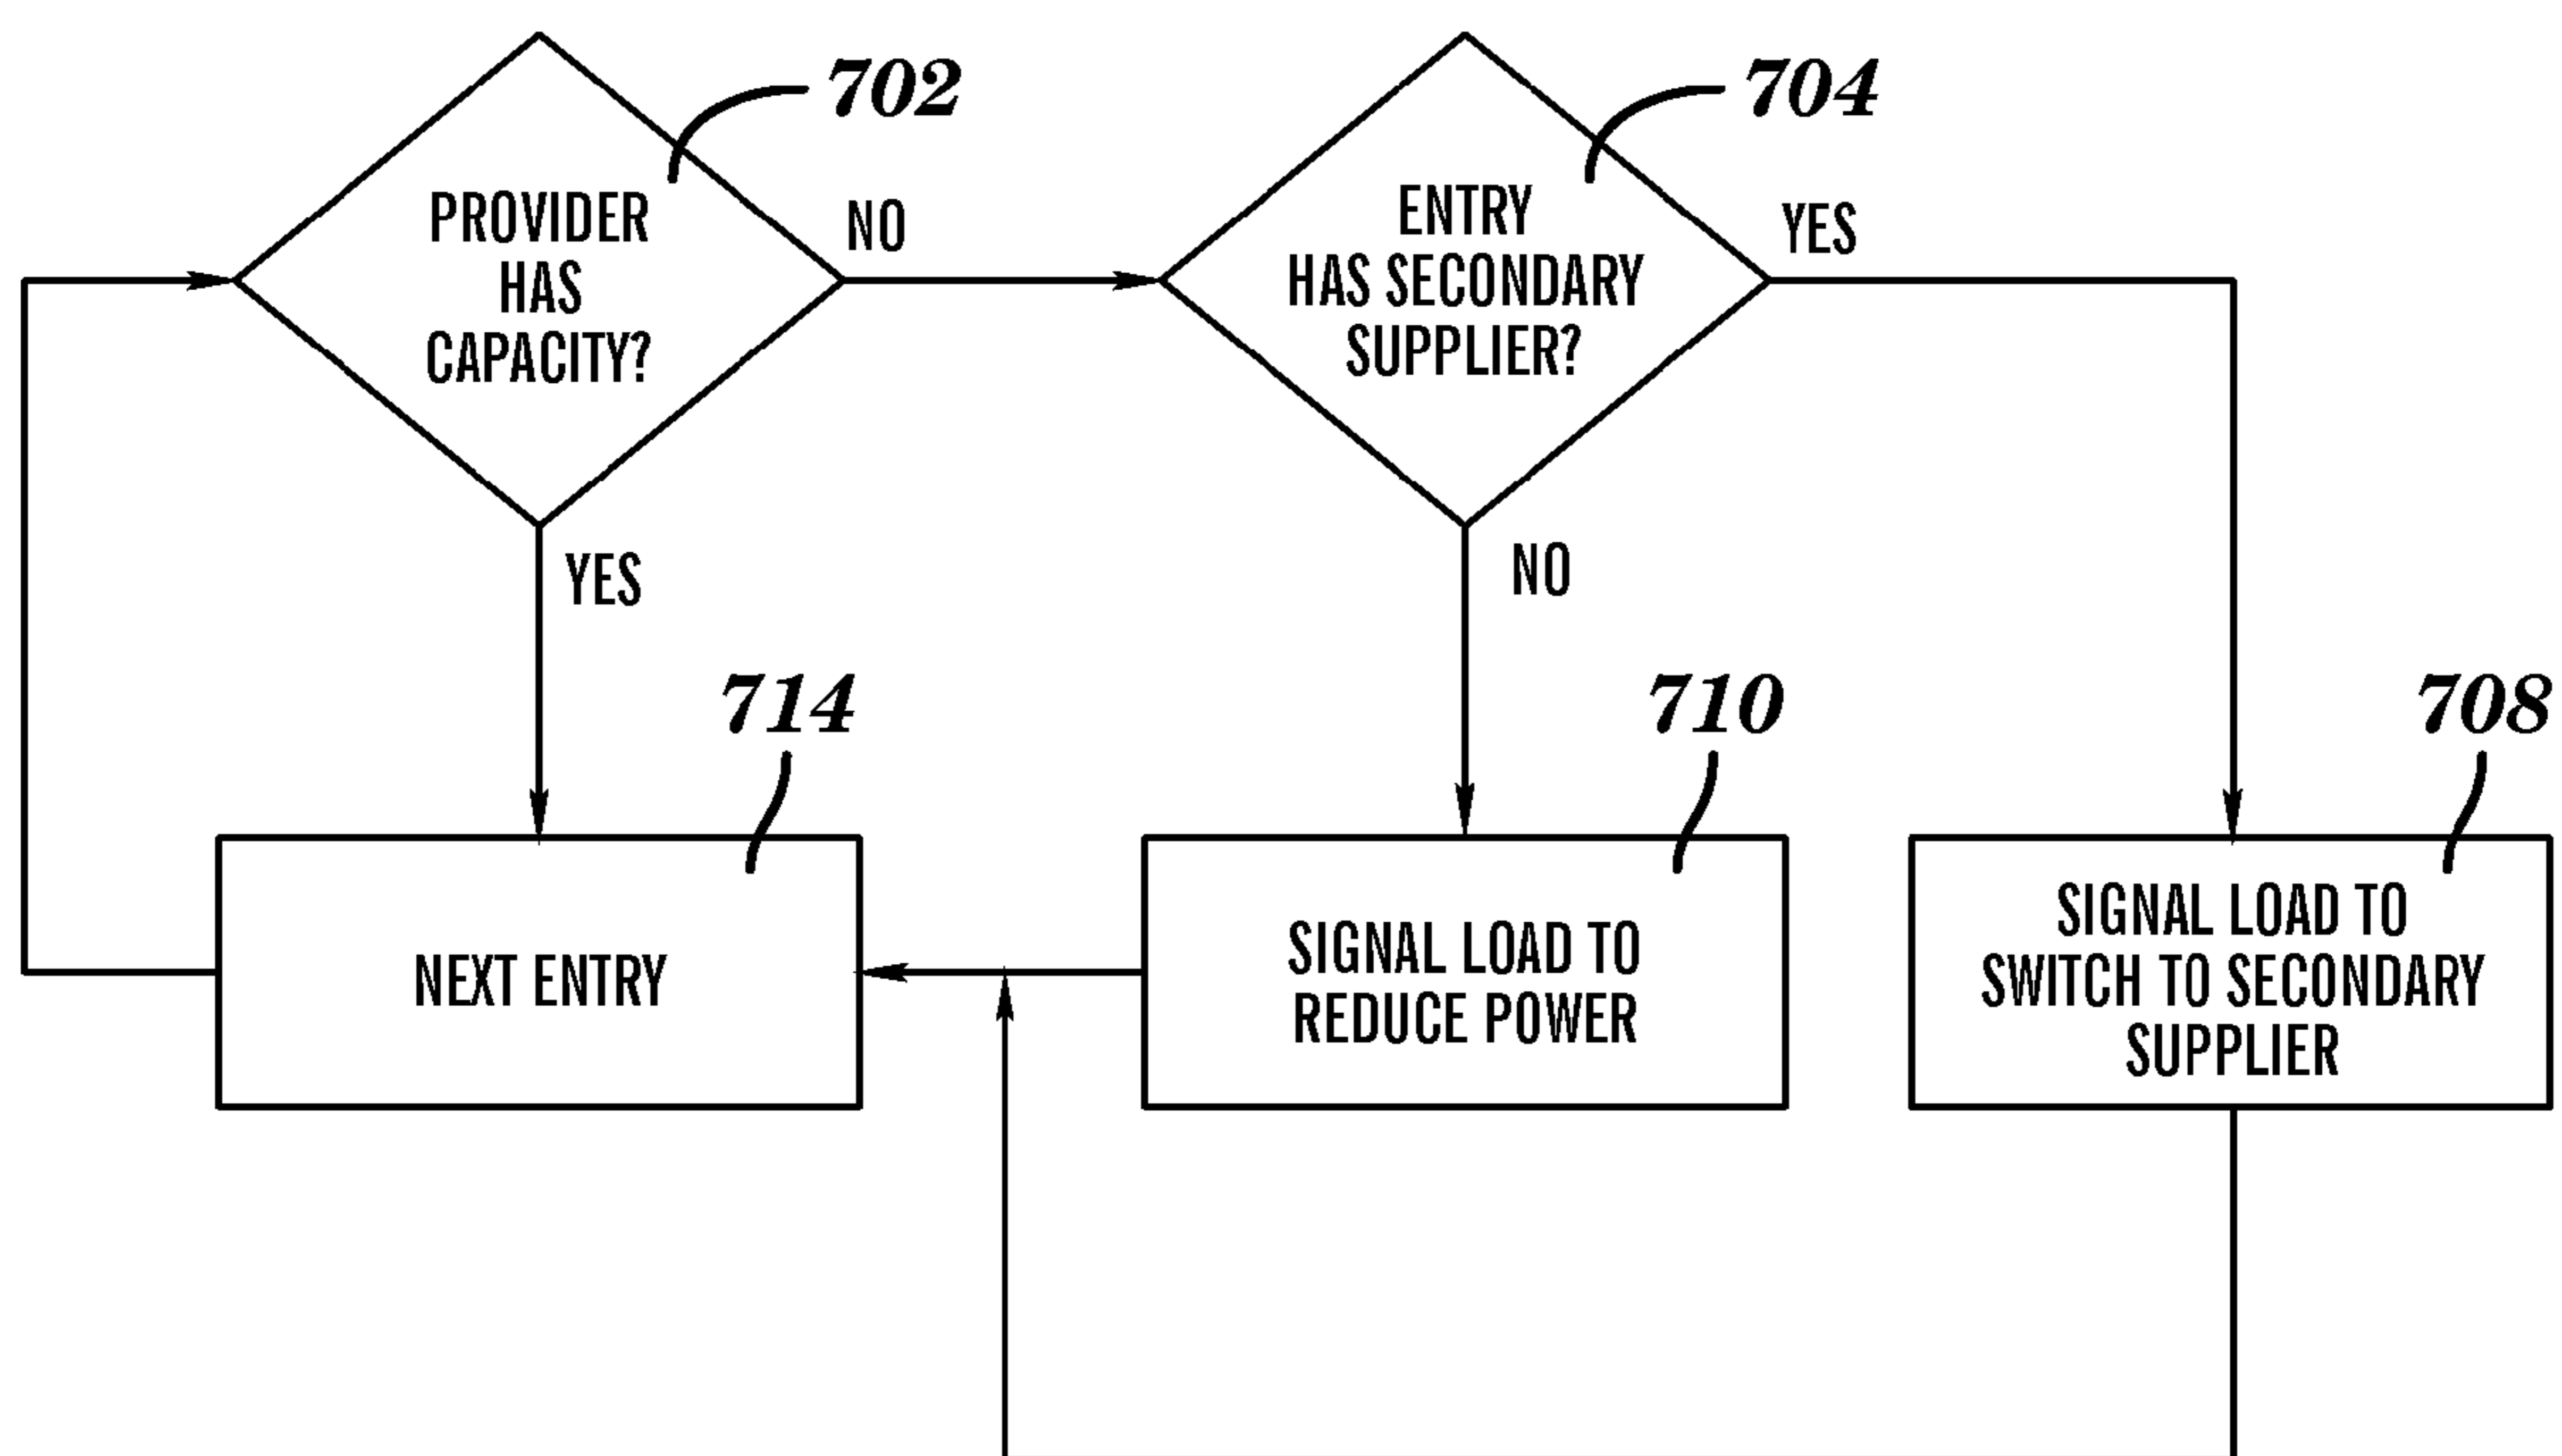 702
PROVIDER
HAS
CAPACITY?
NO
YES
704
ENTRY
HAS SECONDARY
SUPPLIER?
YES
NO
714
NEXT ENTRY
710
SIGNAL LOAD TO
REDUCE POWER
708
SIGNAL LOAD TO
SWITCH TO SECONDARY
SUPPLIER